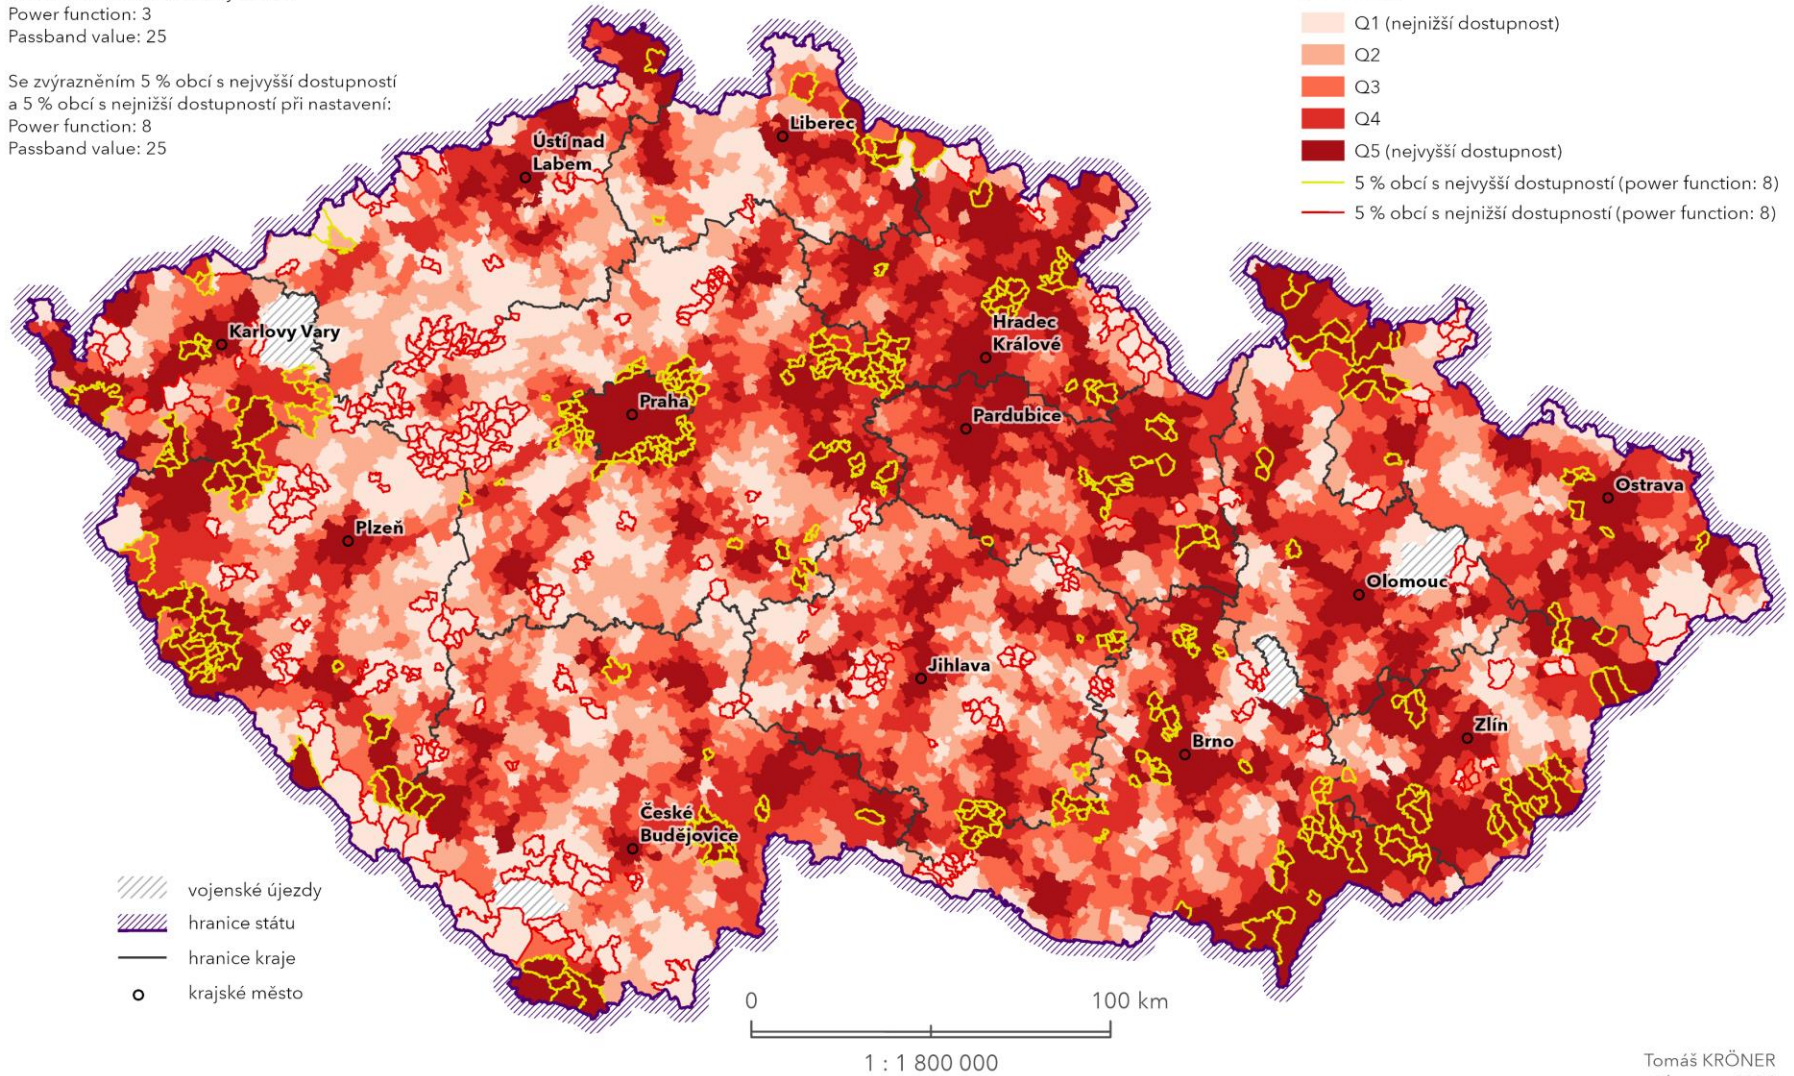 Power function: 3
Passband value: 25
Se zvýrazněním 5 % obcí s nejvyšší dostupností
a 5 % obcí s nejnižší dostupností při nastavení:
Power function: 8
Passband value: 25
Q1 (nejnižší dostupnost)
Q2
Q3
Q4
Q5 (nejvyšší dostupnost)
5 % obcí s nejvyšší dostupností (power function: 8)
5 % obcí s nejnižší dostupností (power function: 8)
Liberec
Ústí nad
Labem
Karlovy Vary
Hradec
Králové
Praha
Pardubice
Ostrava
Plzeň
Olomouc
Jihlava
Zlín
Brno
České
Budějovice
vojenské újezdy
hranice státu
hranice kraje
krajské město
0
100 km
1 : 1 800 000
Tomáš KRÖNER